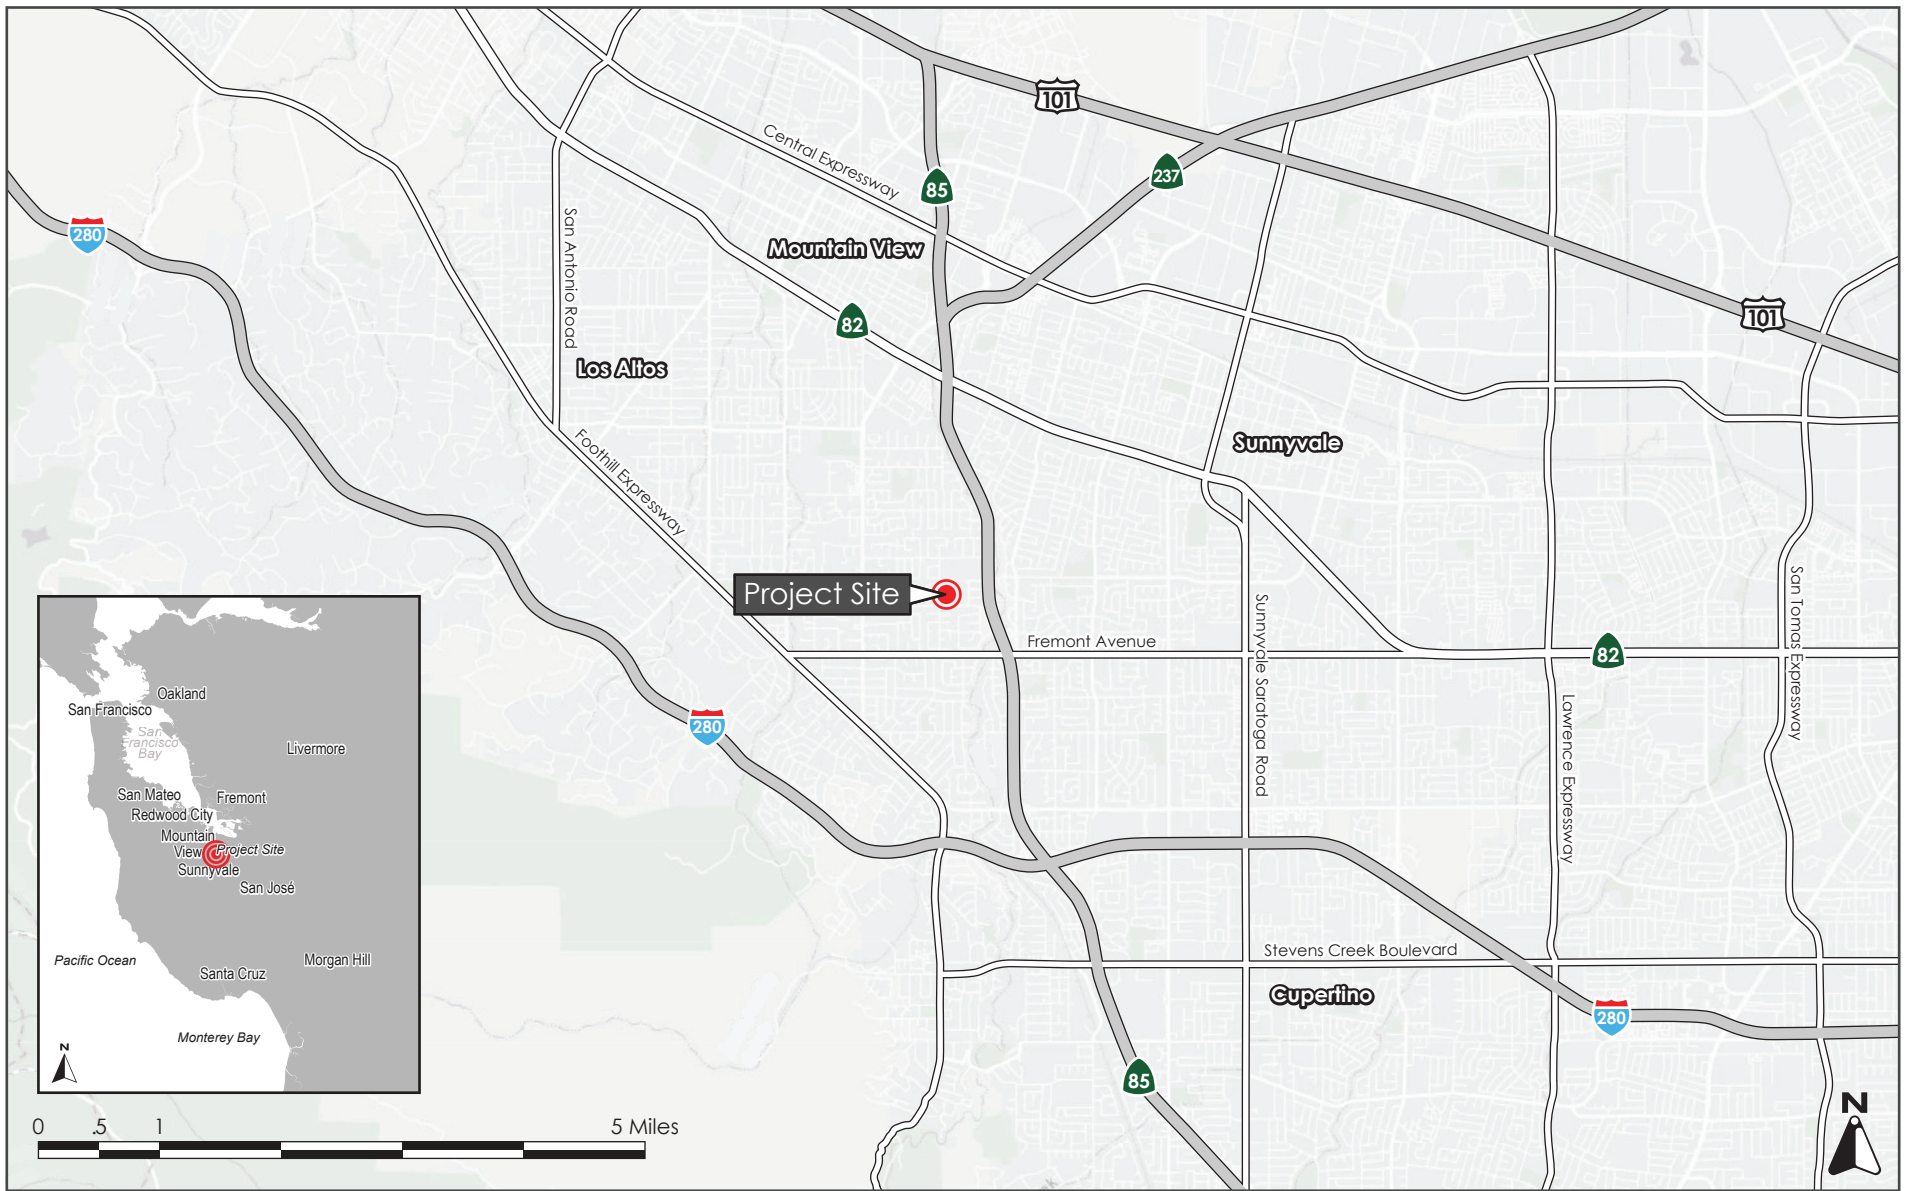 101
Central Expressway
237
85
280
San Antonio Road
Mountain View
101
82
Los Altos
Foothill Expressway
Sunnyvale
Project Site
Fremont Avenue
82
Sunnyvale Saratoga Road
San Tomas Expressway
Lawrence Expressway
280
Stevens Creek Boulevard
Cupertino
280
85
Oakland
San Francisco
San
Francisco
Bay
Livermore
San Mateo
Fremont
Redwood City
Mountain
View
Project Site
Sunnyvale
San José
Pacific Ocean
Morgan Hill
Santa Cruz
Monterey Bay
N
0 .5 1 5 Miles
N